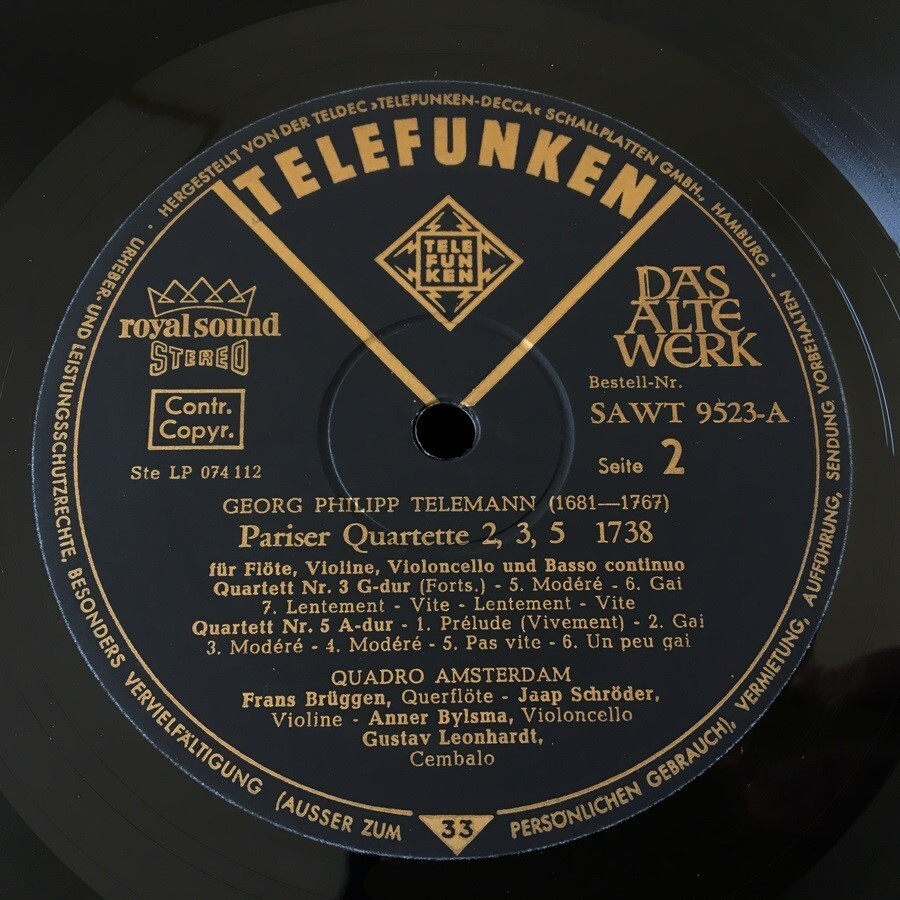 HERGESTELLT VON DER TELDEC ›TELEFUNKEN-DECCA‹ SCHALLPLATTEN GMBH., HAMBURG ·
TELEFUNKEN
TELE
FUN
KEN
royal sound
STEREO
DAS
ALTE
WERK
Contr.
Copyr.
Bestell-Nr.
SAWT 9523-A
Ste LP 074 112
Seite 2
GEORG PHILIPP TELEMANN (1681—1767)
Pariser Quartette 2, 3, 5 1738
für Flöte, Violine, Violoncello und Basso continuo
Quartett Nr. 3 G-dur (Forts.) - 5. Modéré - 6. Gai
7. Lentement - Vite - Lentement - Vite
Quartett Nr. 5 A-dur - 1. Prélude (Vivement) - 2. Gai
3. Modéré - 4. Modéré - 5. Pas vite - 6. Un peu gai
QUADRO AMSTERDAM
Frans Brüggen, Querflöte - Jaap Schröder,
Violine - Anner Bylsma, Violoncello
Gustav Leonhardt,
Cembalo
33
· URHEBER- UND LEISTUNGSSCHUTZRECHTE, BESONDERS VERVIELFÄLTIGUNG (AUSSER ZUM PERSÖNLICHEN GEBRAUCH), VERMIETUNG, AUFFÜHRUNG, SENDUNG VORBEHALTEN